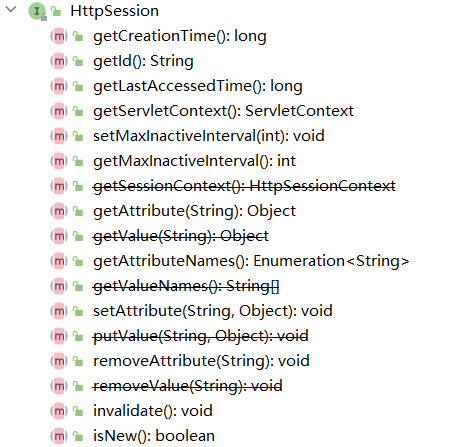 HttpSession
getCreationTime(): long
getId(): String
getLastAccessedTime(): long
getServletContext(): ServletContext
setMaxInactiveInterval(int): void
getMaxInactiveInterval(): int
getSessionContext(): HttpSessionContext
getAttribute(String): Object
getValue(String): Object
getAttributeNames(): Enumeration<String>
getValueNames(): String[]
setAttribute(String, Object): void
putValue(String, Object): void
removeAttribute(String): void
removeValue(String): void
invalidate(): void
isNew(): boolean